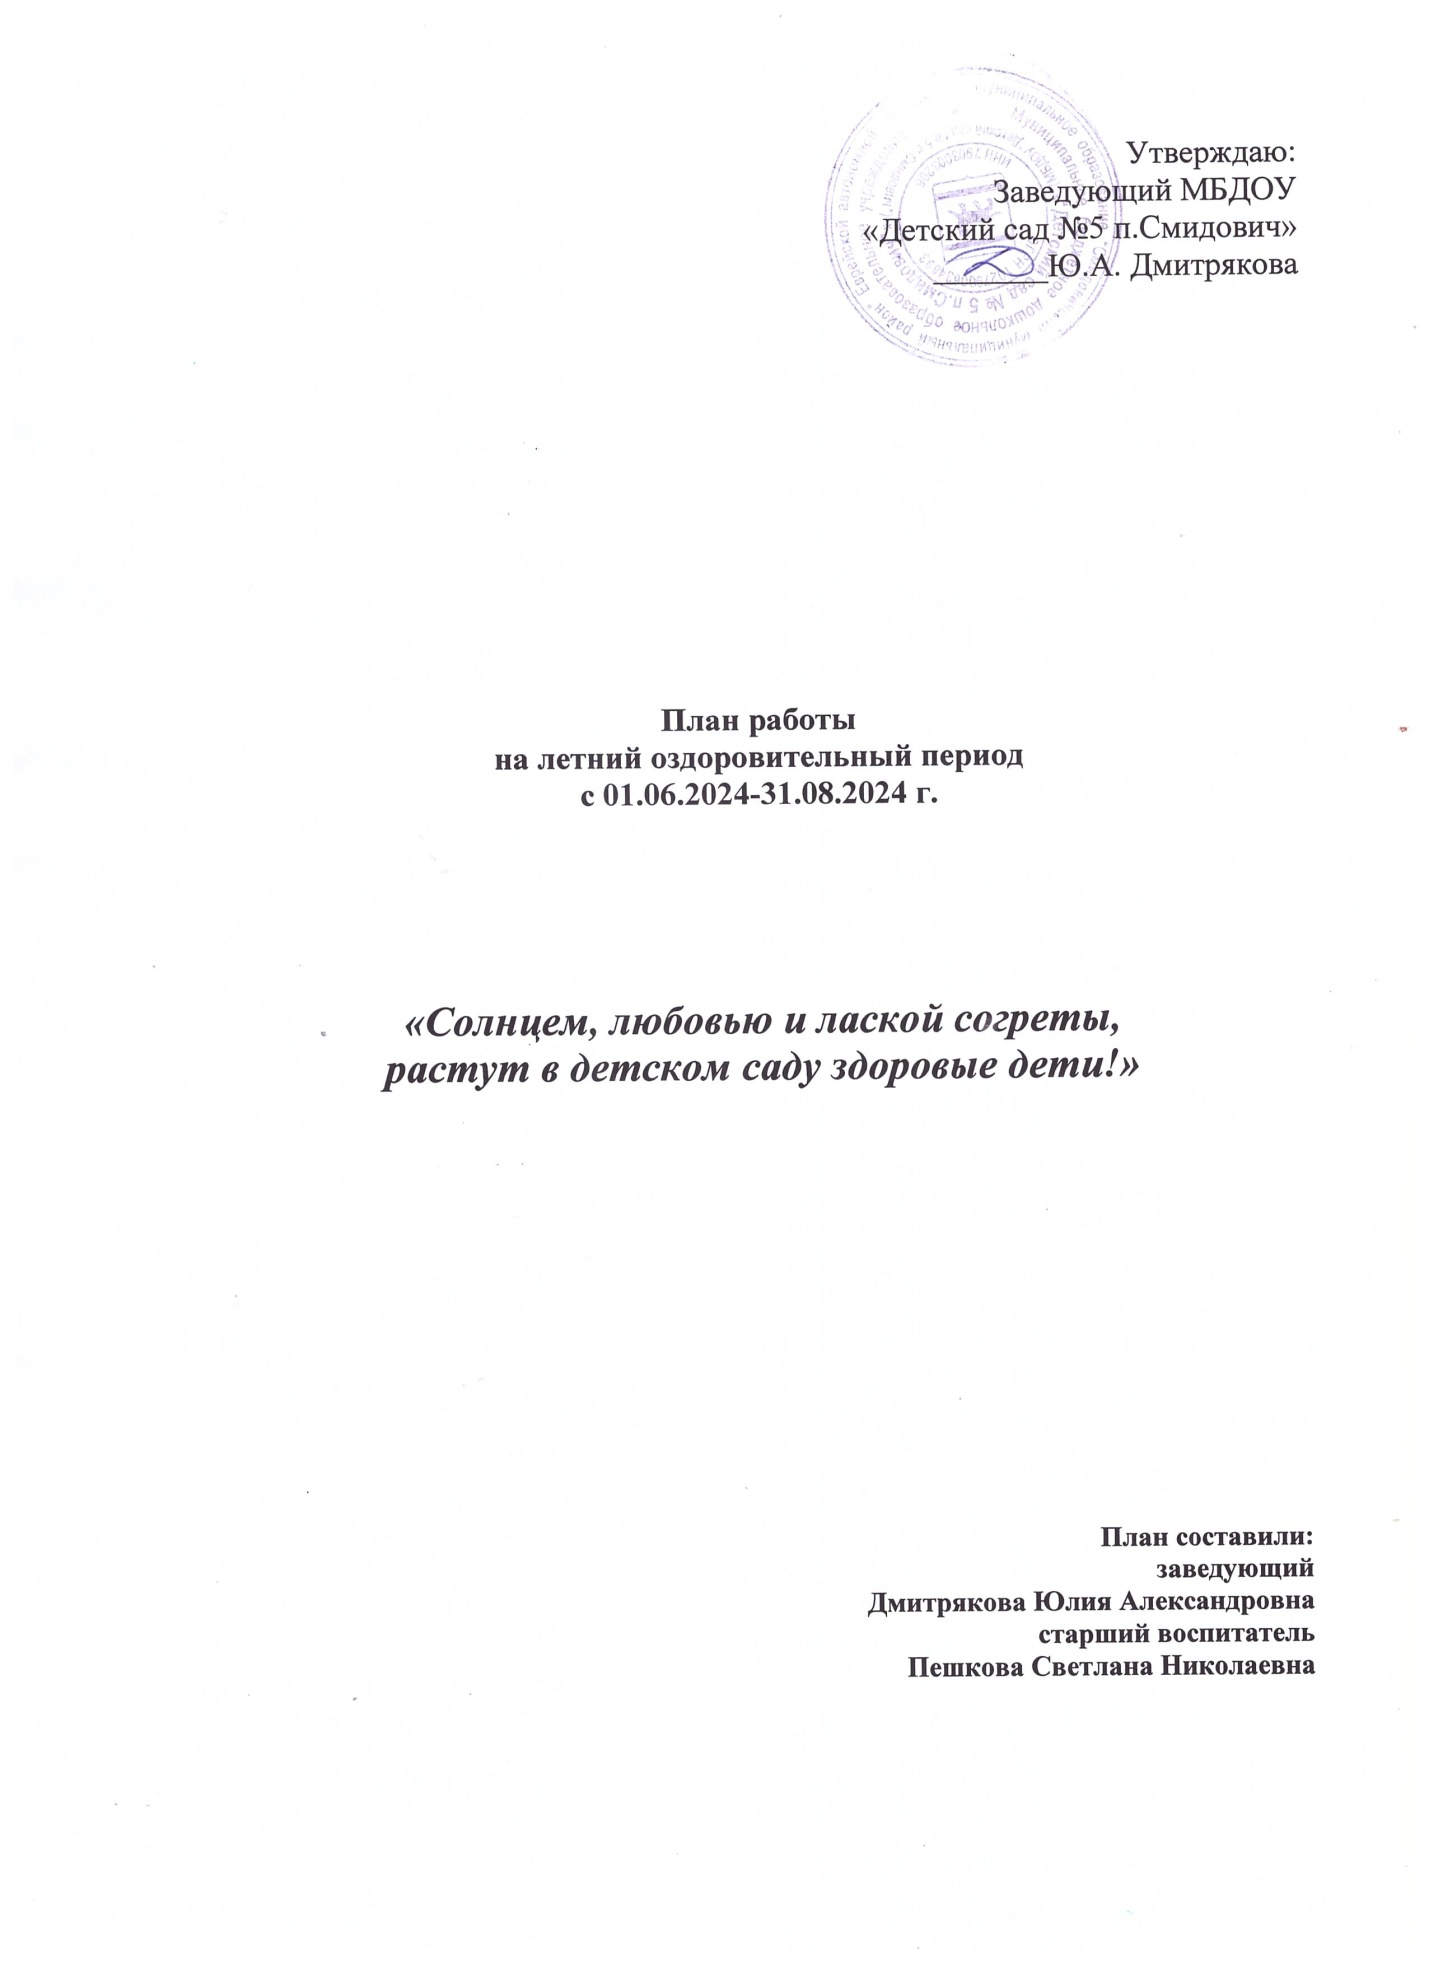 Утверждаю:
Заведующий МБДОУ
«Детский сад №5 п.Смидович»
_______Ю.А. Дмитрякова
План работы
на летний оздоровительный период
с 01.06.2024-31.08.2024 г.
«Солнцем, любовью и лаской согреты,
растут в детском саду здоровые дети!»
План составили:
заведующий
Дмитрякова Юлия Александровна
старший воспитатель
Пешкова Светлана Николаевна